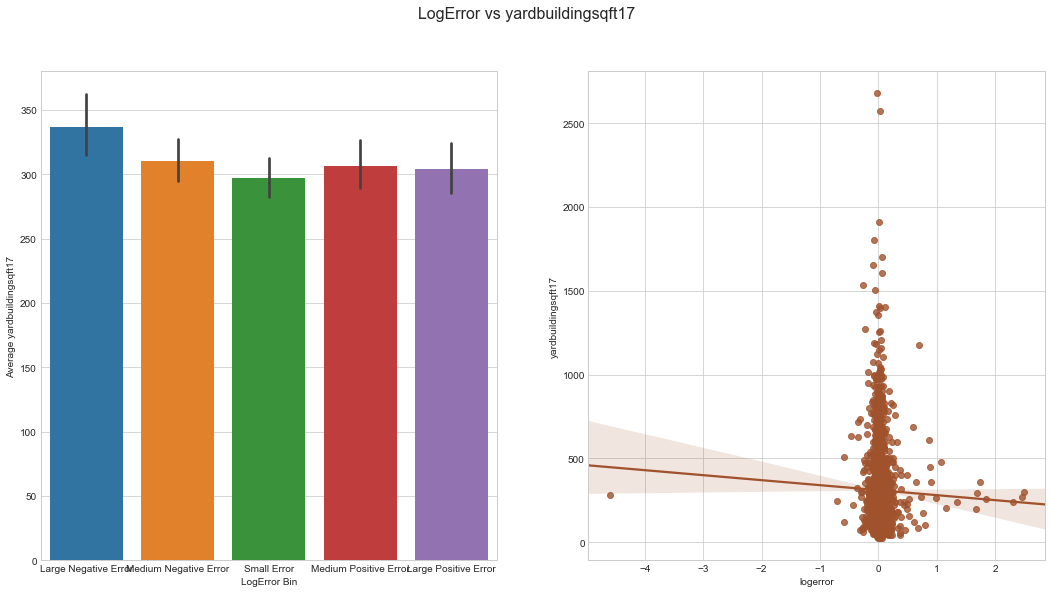 LogError vs yardbuildingsqft17
Average yardbuildingsqft17
350
300
250
200
150
100
50
0
Large Negative Error
Medium Negative Error
Small Error
Medium Positive Error
Large Positive Error
LogError Bin
yardbuildingsqft17
2500
2000
1500
1000
500
0
−4
−3
−2
−1
0
1
2
logerror